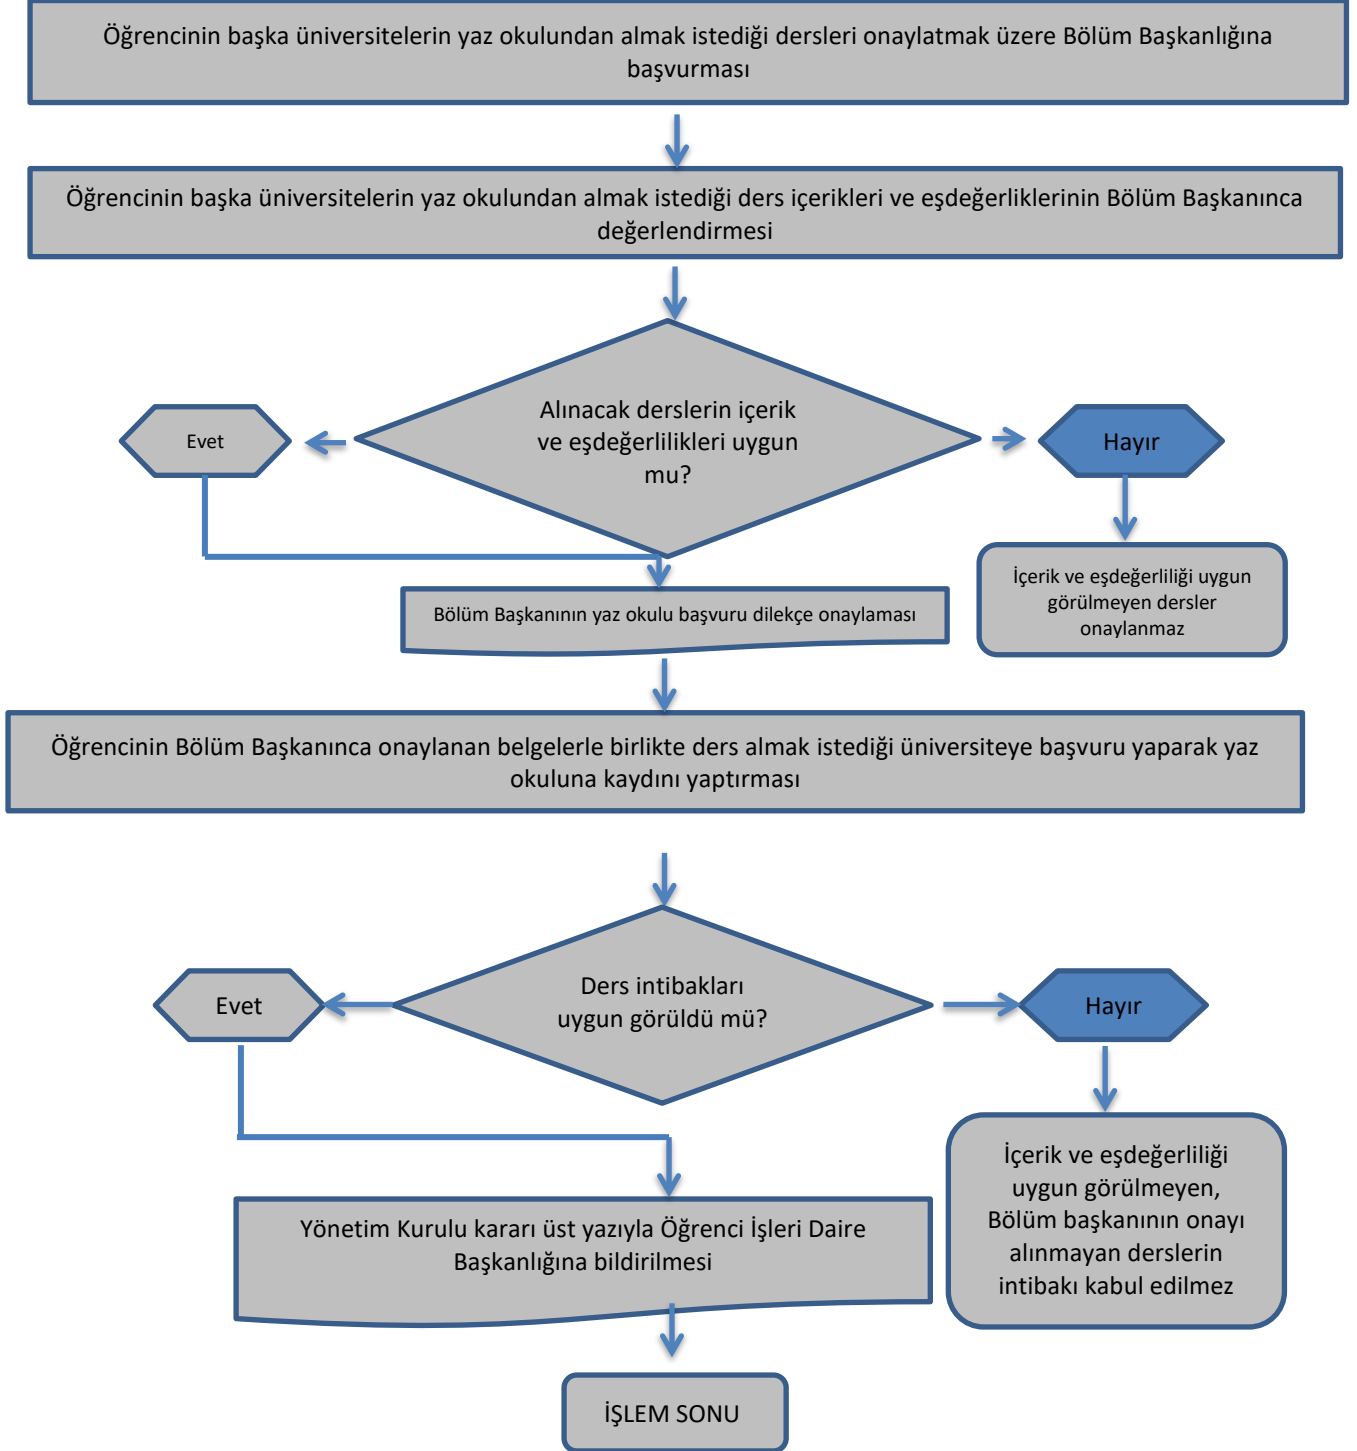 Öğrencinin başka üniversitelerin yaz okulundan almak istediği dersleri onaylatmak üzere Bölüm Başkanlığına
başvurması
Öğrencinin başka üniversitelerin yaz okulundan almak istediği ders içerikleri ve eşdeğerliklerinin Bölüm Başkanınca
değerlendirmesi
Alınacak derslerin içerik
ve eşdeğerlilikleri uygun
mu?
Evet
Hayır
İçerik ve eşdeğerliliği uygun
görülmeyen dersler
onaylanmaz
Bölüm Başkanının yaz okulu başvuru dilekçe onaylaması
Öğrencinin Bölüm Başkanınca onaylanan belgelerle birlikte ders almak istediği üniversiteye başvuru yaparak yaz
okuluna kaydını yaptırması
Ders intibakları
uygun görüldü mü?
Evet
Hayır
İçerik ve eşdeğerliliği
uygun görülmeyen,
Bölüm başkanının onayı
alınmayan derslerin
intibakı kabul edilmez
Yönetim Kurulu kararı üst yazıyla Öğrenci İşleri Daire
Başkanlığına bildirilmesi
İŞLEM SONU